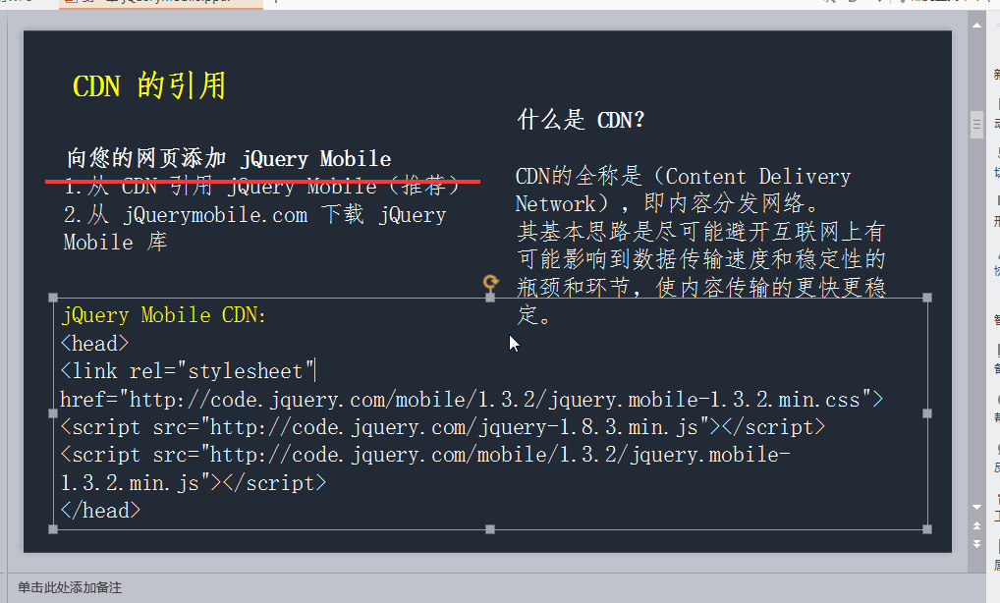 CDN 的引用
向您的网页添加 jQuery Mobile
1.从 CDN 引用 jQuery Mobile（推荐）
2.从 jQuerymobile.com 下载 jQuery
Mobile 库
什么是 CDN？
CDN的全称是（Content Delivery
Network），即内容分发网络。
其基本思路是尽可能避开互联网上有
可能影响到数据传输速度和稳定性的
瓶颈和环节，使内容传输的更快更稳
定。
jQuery Mobile CDN:
<head>
<link rel="stylesheet"
href="http://code.jquery.com/mobile/1.3.2/jquery.mobile-1.3.2.min.css">
<script src="http://code.jquery.com/jquery-1.8.3.min.js"></script>
<script src="http://code.jquery.com/mobile/1.3.2/jquery.mobile-
1.3.2.min.js"></script>
</head>
单击此处添加备注